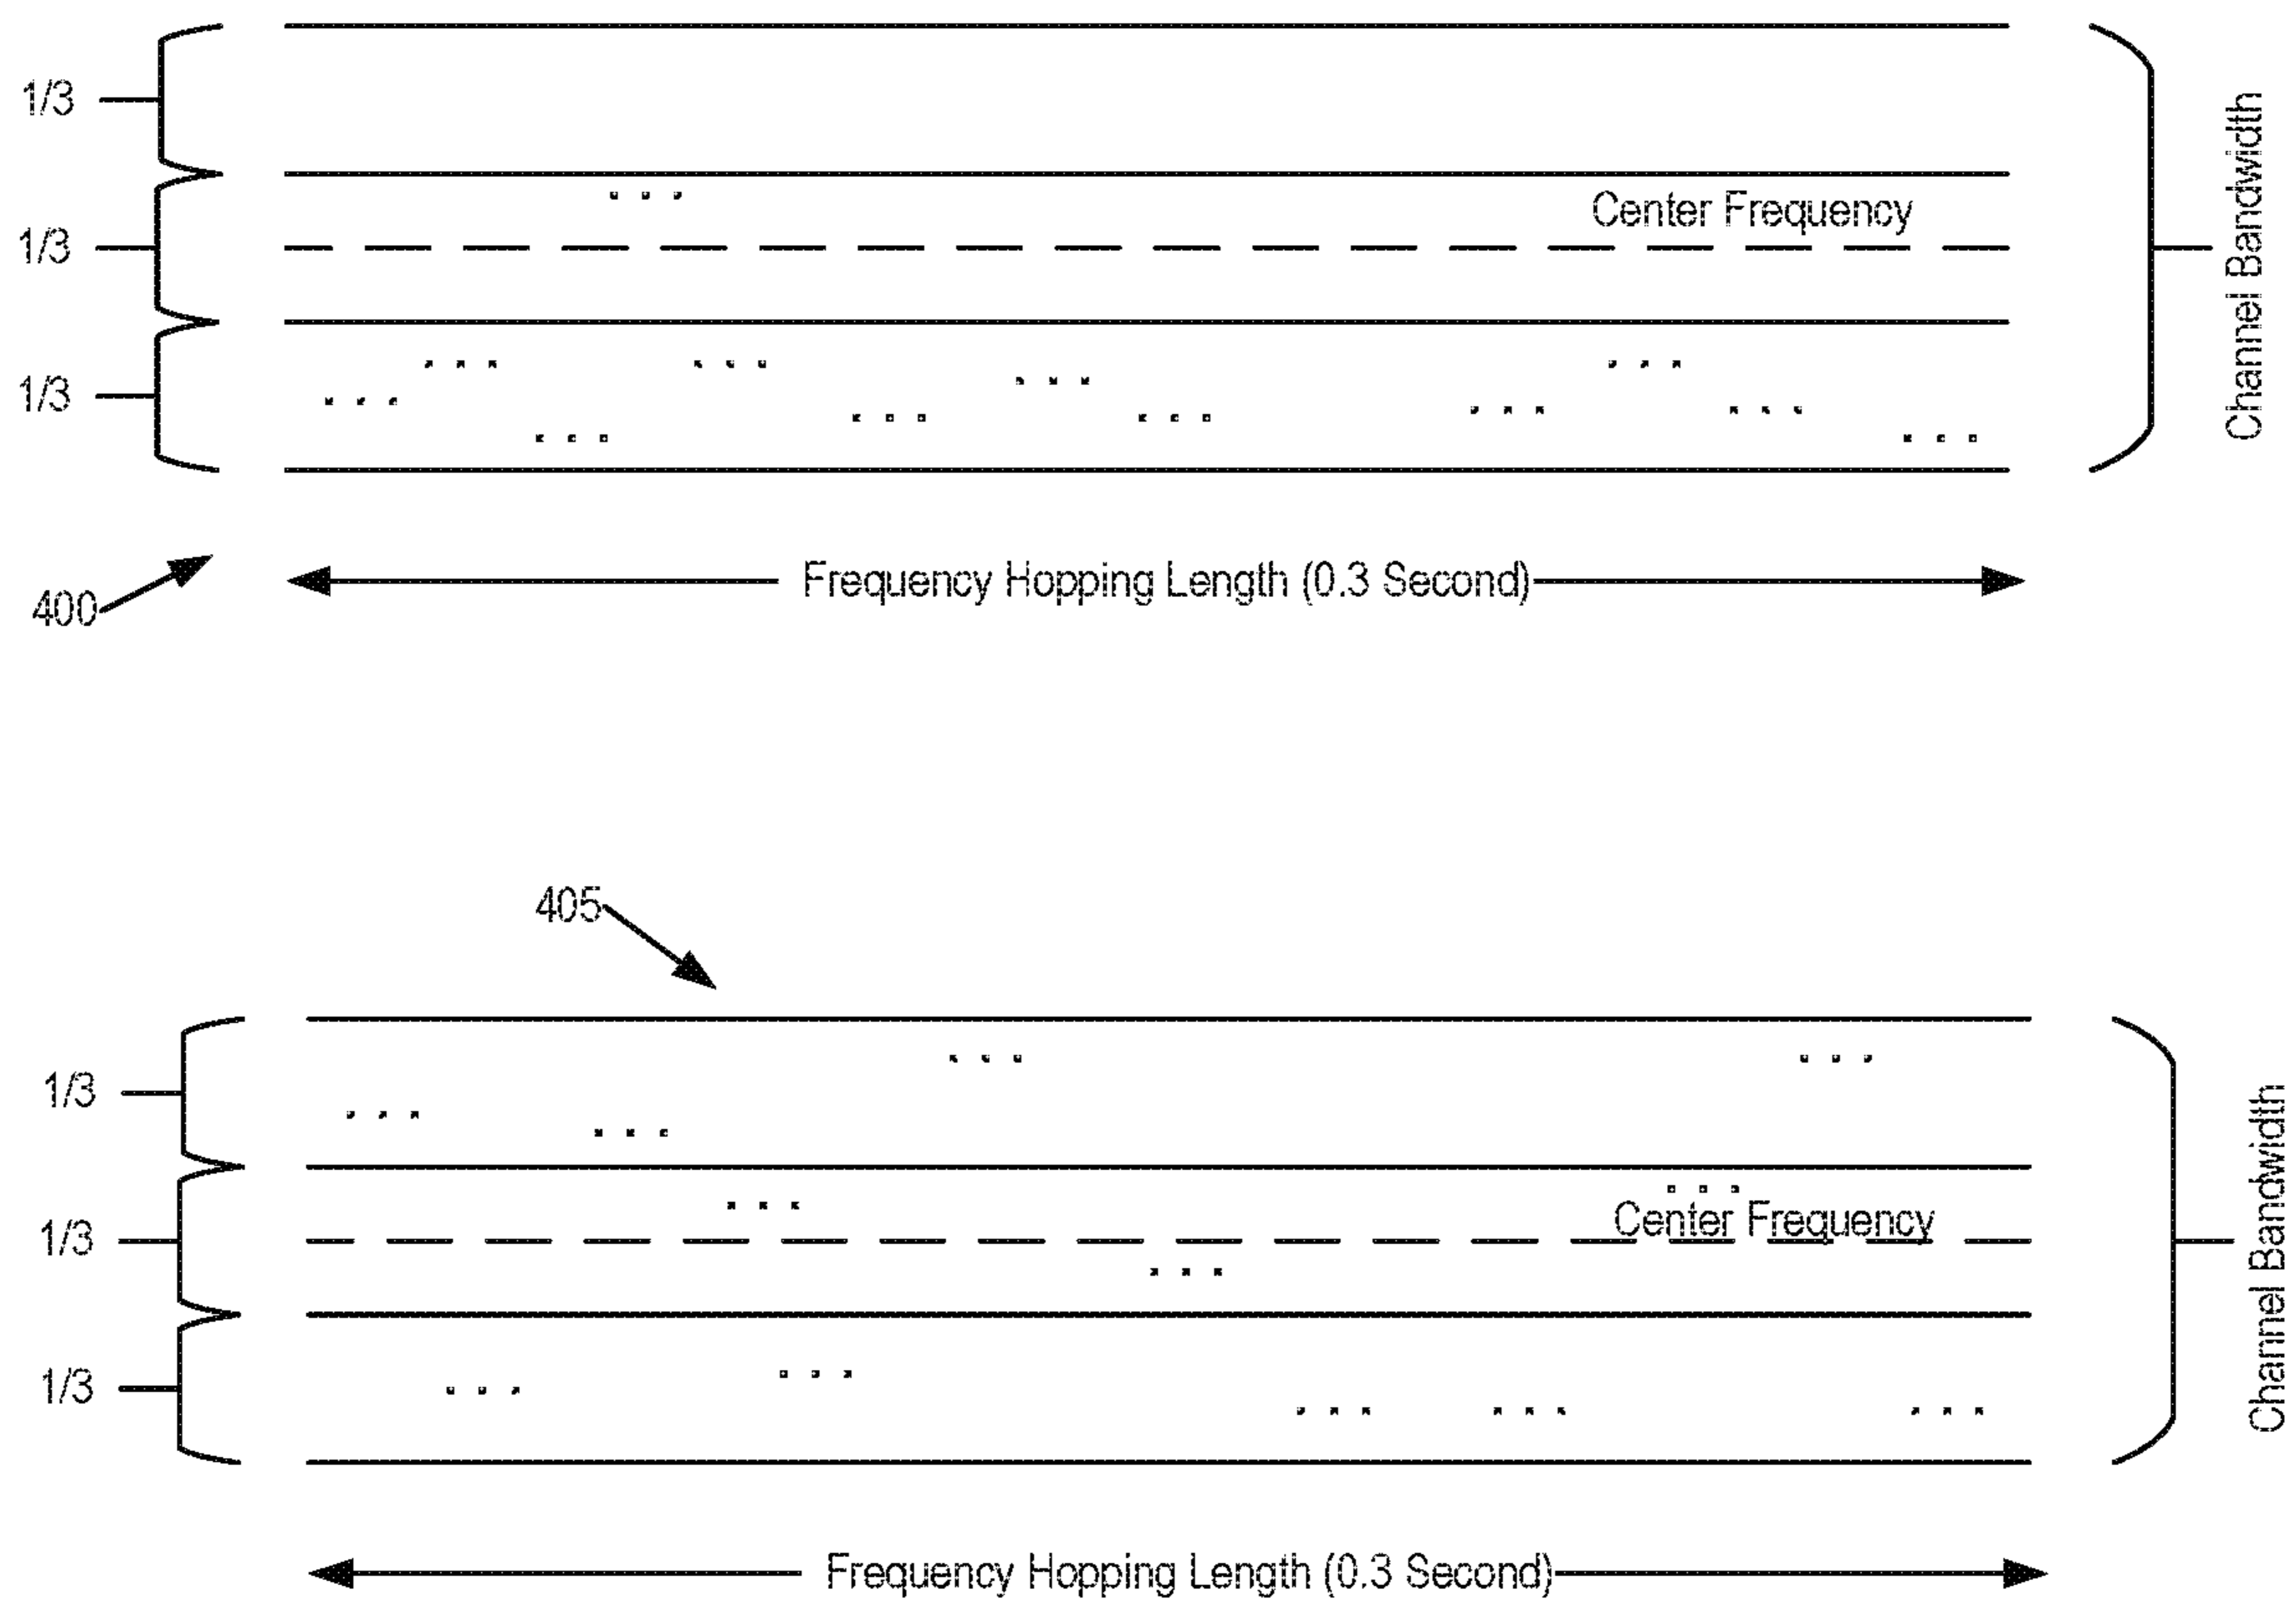 1/3
1/3
1/3
Center Frequency
Channel Bandwidth
400
Frequency Hopping Length (0.3 Second)
405
1/3
1/3
1/3
Center Frequency
Channel Bandwidth
Frequency Hopping Length (0.3 Second)